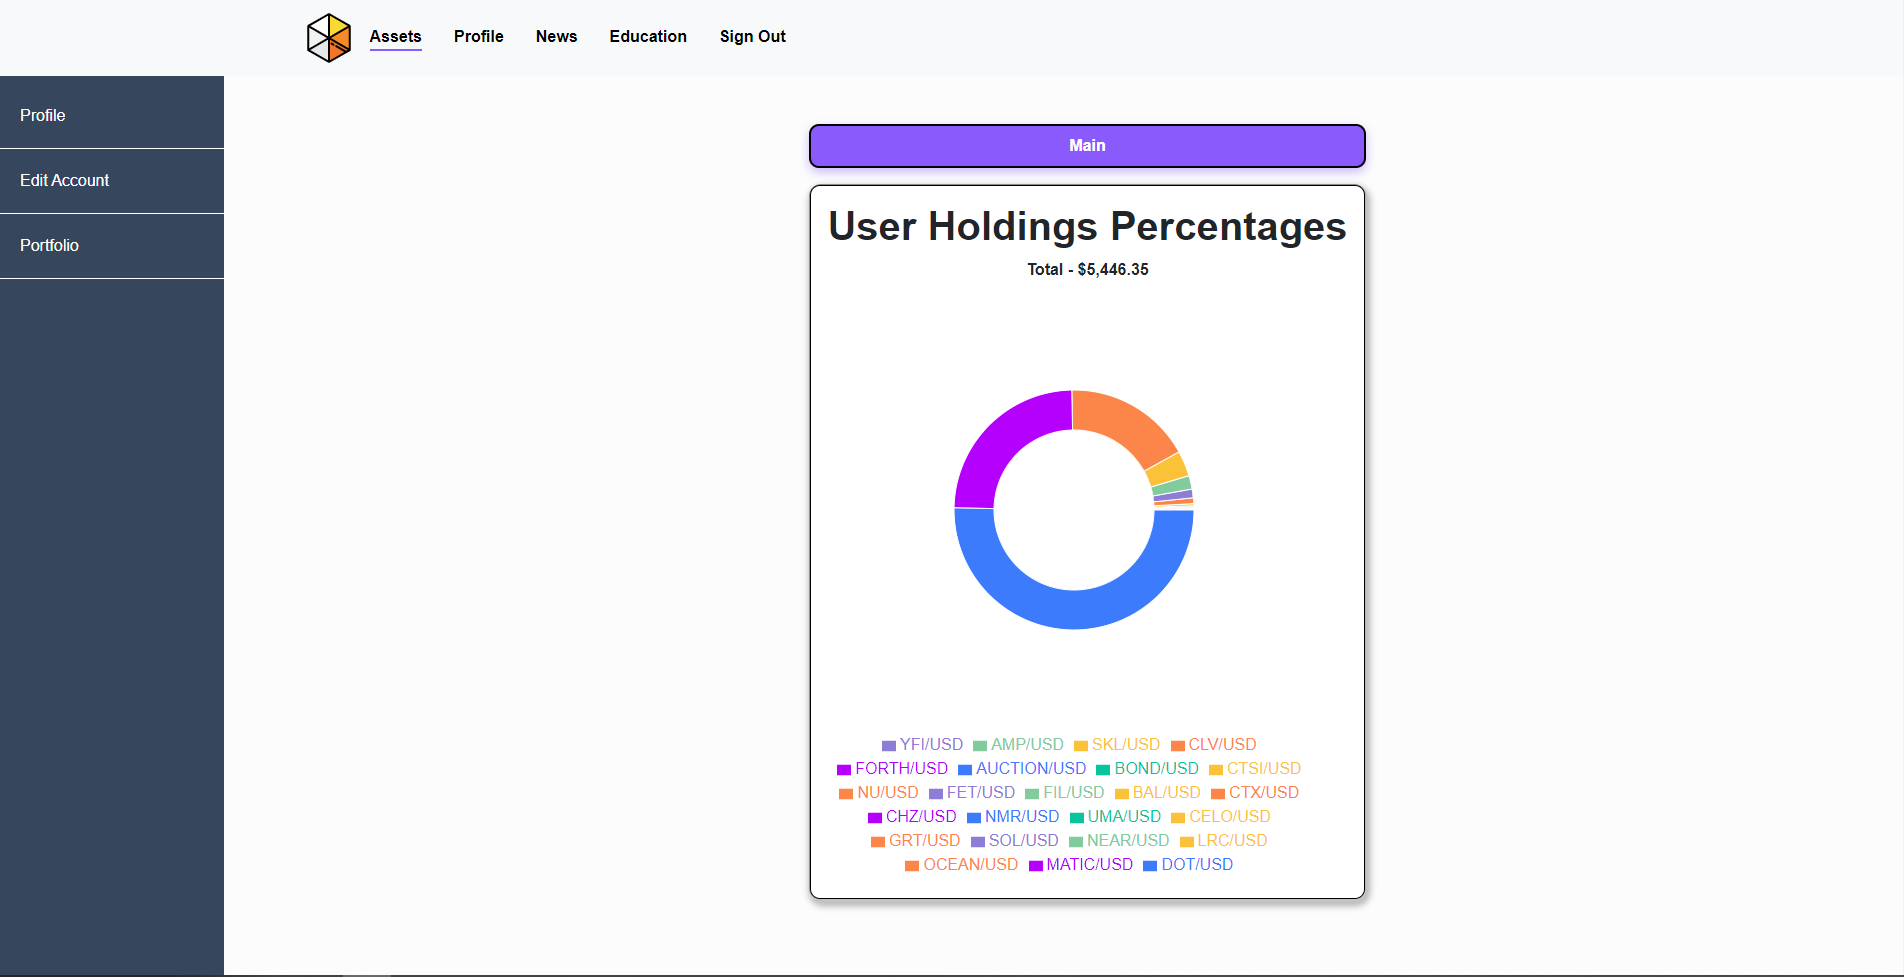 Assets Profile News Education Sign Out
Profile
Edit Account
Portfolio
Main
User Holdings Percentages
Total - $5,446.35
YFI/USD AMP/USD SKL/USD CLV/USD
FORTH/USD AUCTION/USD BOND/USD CTSI/USD
NU/USD FET/USD FIL/USD BAL/USD CTX/USD
CHZ/USD NMR/USD UMA/USD CELO/USD
GRT/USD SOL/USD NEAR/USD LRC/USD
OCEAN/USD MATIC/USD DOT/USD